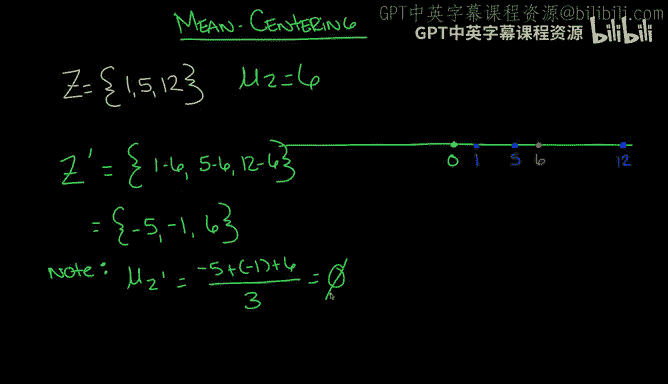 GPT中英字幕课程资源@bilibili.com
GPT中英字幕课程资源 bilibili
MEAN-CENTERING
Z={1,5,12} μz=6
Z'={1-6, 5-6, 12-6}
0 1 5 6 12
={-5,-1,6}
NOTE: μz'= -5+(-1)+6 / 3 =0